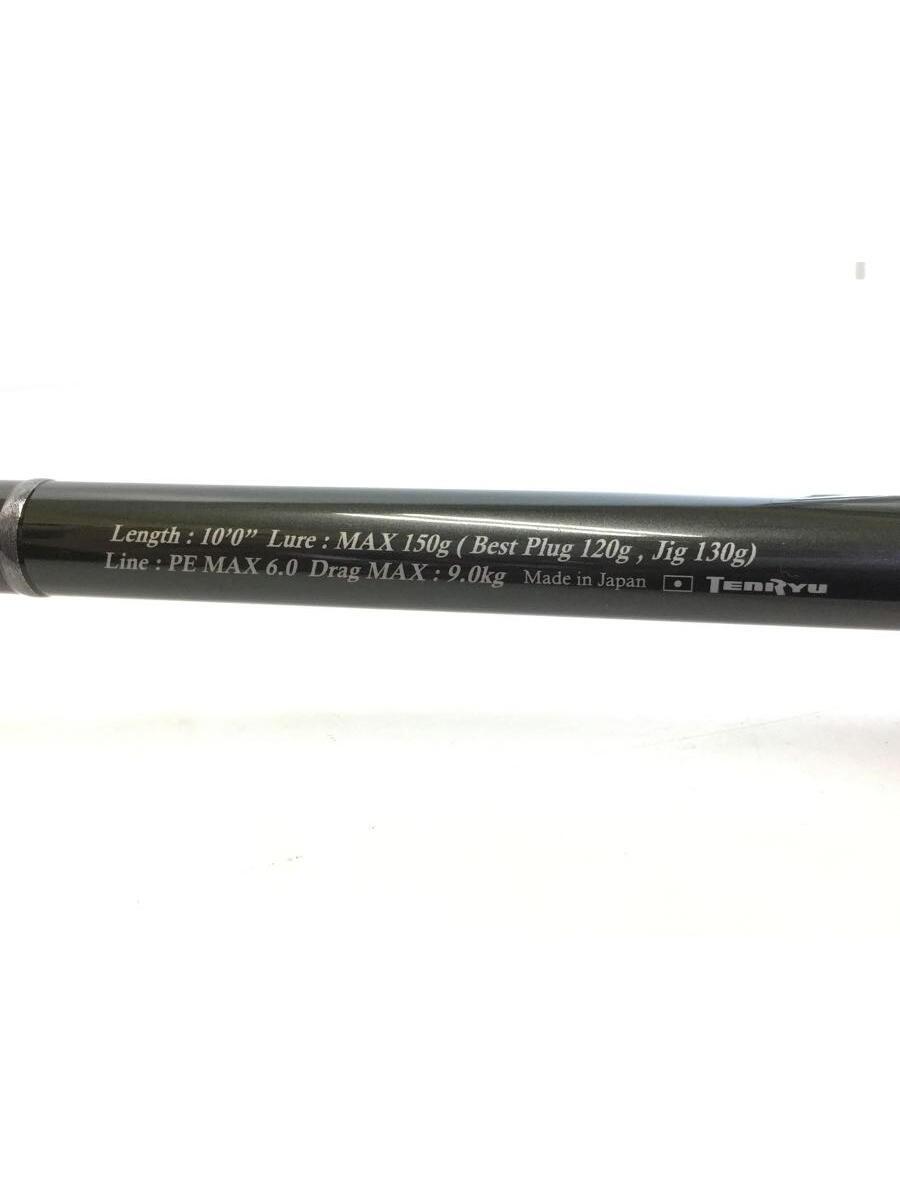 Length : 10'0” Lure : MAX 150g ( Best Plug 120g , Jig 130g)
Line : PE MAX 6.0 Drag MAX : 9.0kg Made in Japan TENRYU